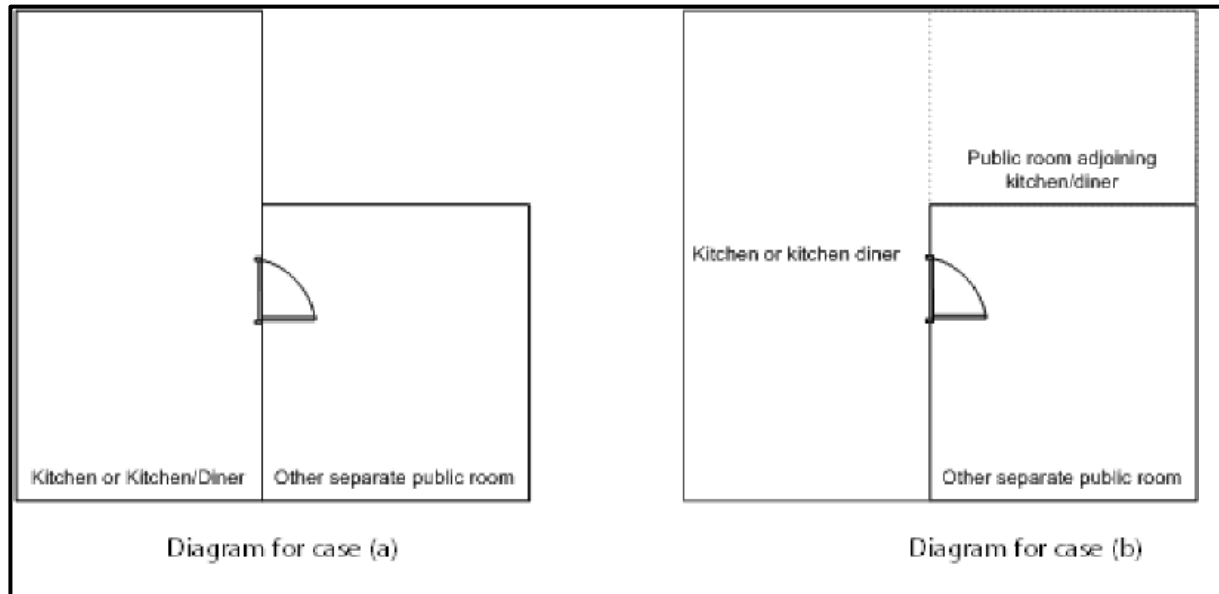 Kitchen or Kitchen/Diner
Other separate public room
Diagram for case (a)
Public room adjoining
kitchen/diner
Kitchen or kitchen diner
Other separate public room
Diagram for case (b)